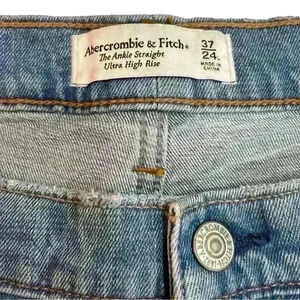 Abercrombie & Fitch
The Ankle Straight
Ultra High Rise
37
24
MADE IN
CHINA